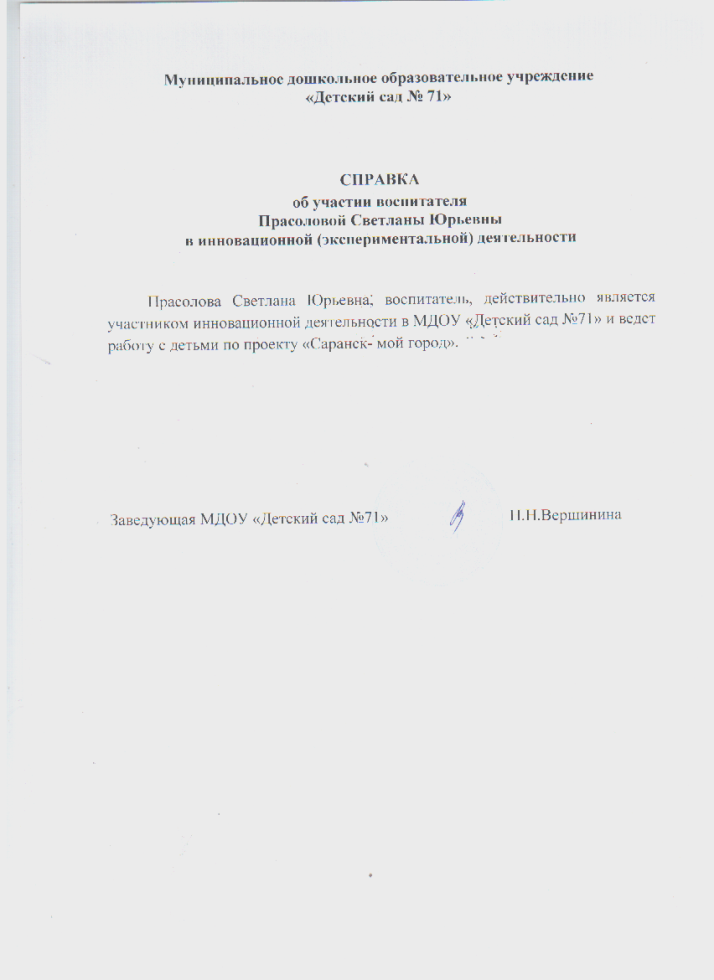 Муниципальное дошкольное образовательное учреждение
«Детский сад № 71»
СПРАВКА
об участии воспитателя
Прасоловой Светланы Юрьевны
в инновационной (экспериментальной) деятельности
Прасолова Светлана Юрьевна, воспитатель, действительно является
участником инновационной деятельности в МДОУ «Детский сад №71» и ведет
работу с детьми по проекту «Саранск- мой город».
Заведующая МДОУ «Детский сад №71»
Вершинина